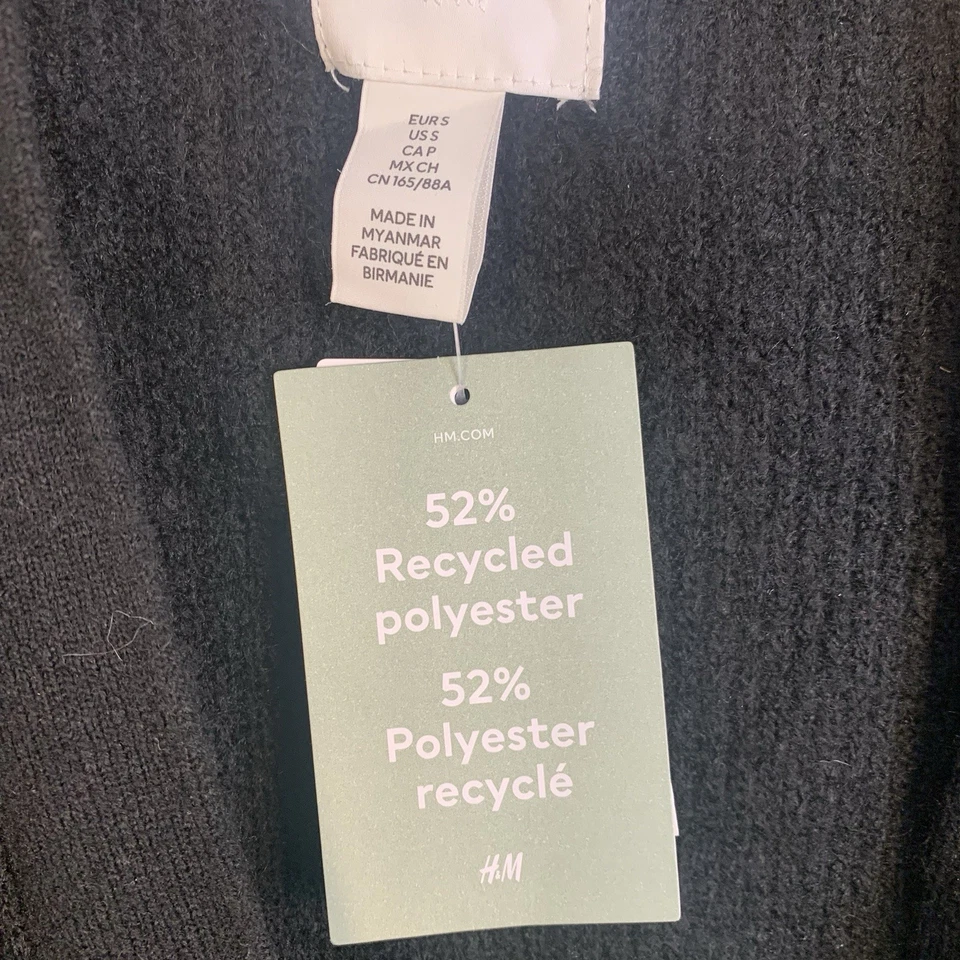 EUR S
US S
CA P
MX CH
CN 165/88A
MADE IN
MYANMAR
FABRIQUÉ EN
BIRMANIE
HM.COM
52%
Recycled
polyester
52%
Polyester
recyclé
H&M